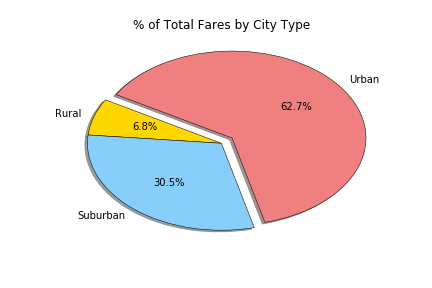 % of Total Fares by City Type
Urban
62.7%
Rural
6.8%
30.5%
Suburban